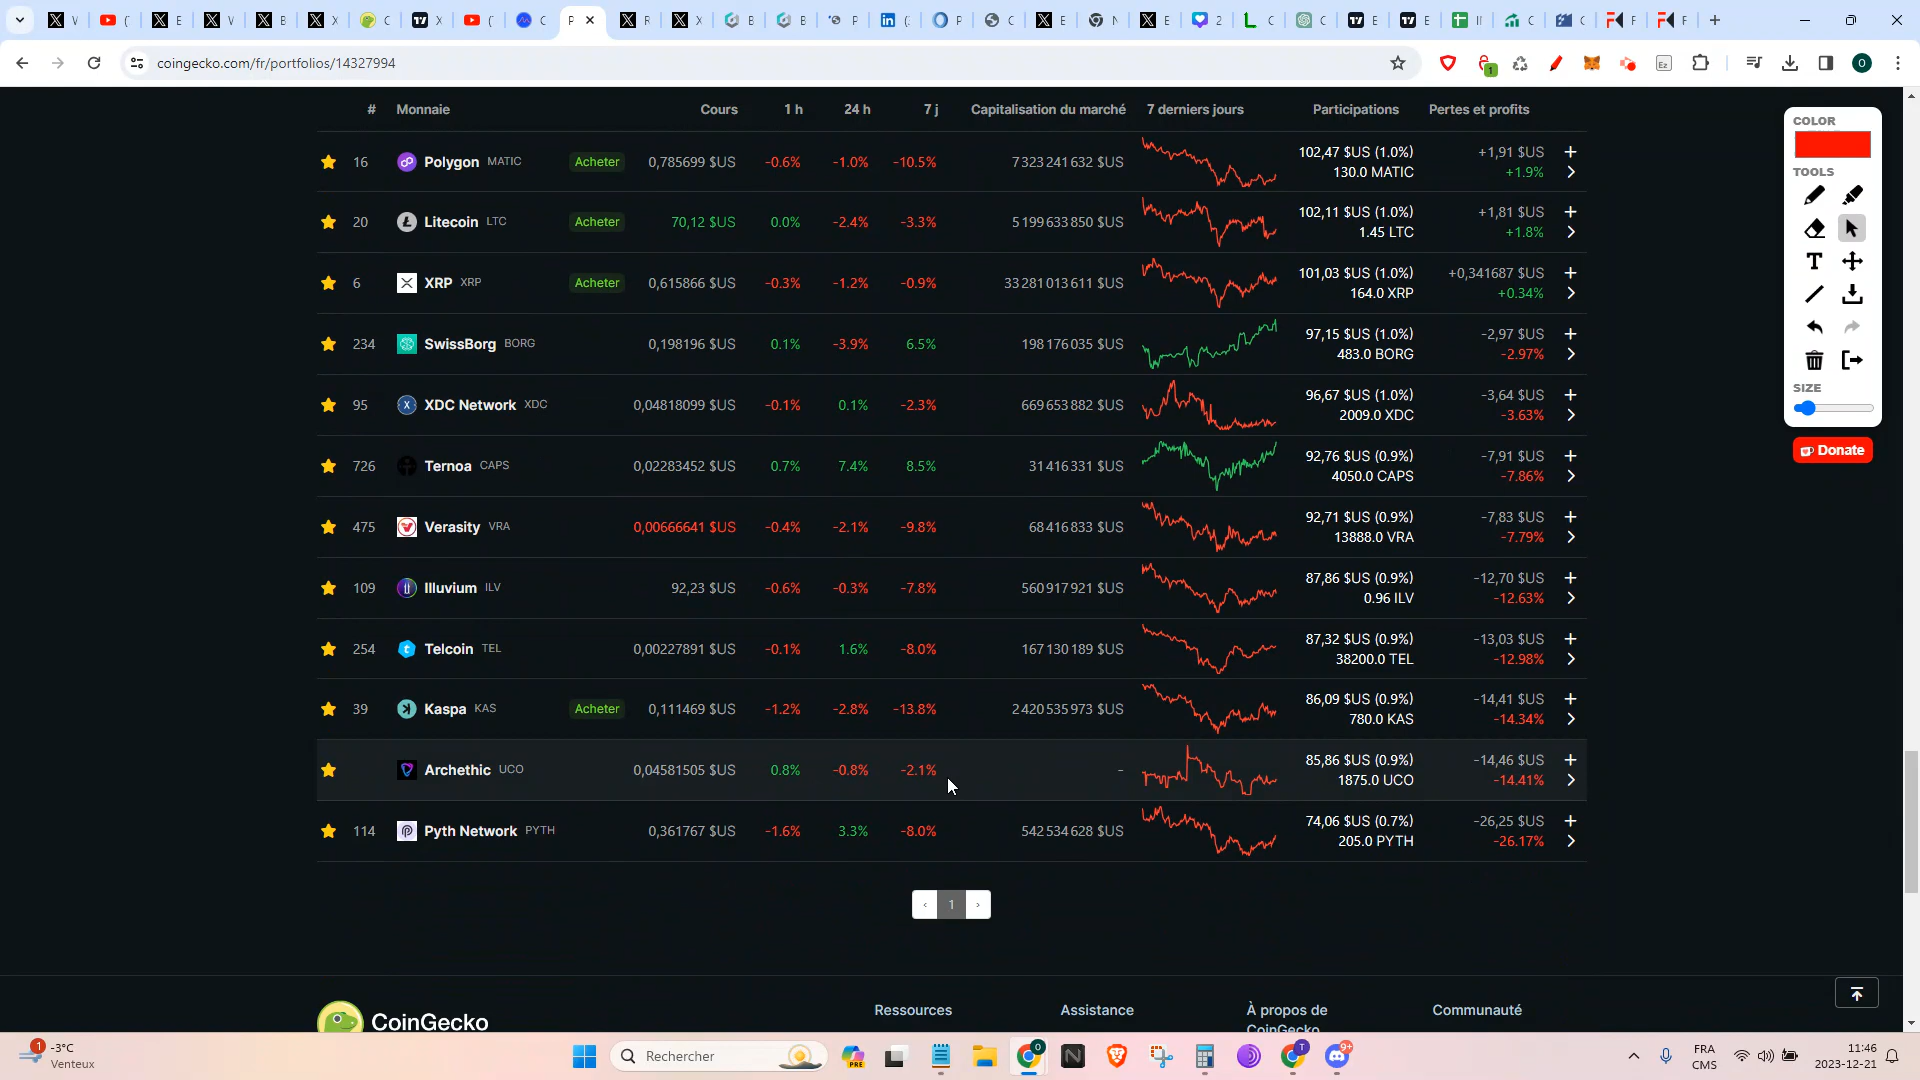 coingecko.com/fr/portfolios/14327994
# Monnaie Cours 1 h 24 h 7 j Capitalisation du marché 7 derniers jours Participations Pertes et profits
16 Polygon MATIC Acheter 0,785699 $US -0.6% -1.0% -10.5% 7 323 241 632 $US 102,47 $US (1.0%) +1,91 $US
130.0 MATIC +1.9%
20 Litecoin LTC Acheter 70,12 $US 0.0% -2.4% -3.3% 5 199 633 850 $US 102,11 $US (1.0%) +1,81 $US
1.45 LTC +1.8%
6 XRP XRP Acheter 0,615866 $US -0.3% -1.2% -0.9% 33 281 013 611 $US 101,03 $US (1.0%) +0,341687 $US
164.0 XRP +0.34%
234 SwissBorg BORG 0,198196 $US 0.1% -3.9% 6.5% 198 176 035 $US 97,15 $US (1.0%) -2,97 $US
483.0 BORG -2.97%
95 XDC Network XDC 0,04818099 $US -0.1% 0.1% -2.3% 669 653 882 $US 96,67 $US (1.0%) -3,64 $US
2009.0 XDC -3.63%
726 Ternoa CAPS 0,02283452 $US 0.7% 7.4% 8.5% 31 416 331 $US 92,76 $US (0.9%) -7,91 $US
4050.0 CAPS -7.86%
475 Verasity VRA 0,00666641 $US -0.4% -2.1% -9.8% 68 416 833 $US 92,71 $US (0.9%) -7,83 $US
13888.0 VRA -7.79%
109 Illuvium ILV 92,23 $US -0.6% -0.3% -7.8% 560 917 921 $US 87,86 $US (0.9%) -12,70 $US
0.96 ILV -12.63%
254 Telcoin TEL 0,00227891 $US -0.1% 1.6% -8.0% 167 130 189 $US 87,32 $US (0.9%) -13,03 $US
38200.0 TEL -12.98%
39 Kaspa KAS Acheter 0,111469 $US -1.2% -2.8% -13.8% 2 420 535 973 $US 86,09 $US (0.9%) -14,41 $US
780.0 KAS -14.34%
Archethic UCO 0,04581505 $US 0.8% -0.8% -2.1% - 85,86 $US (0.9%) -14,46 $US
1875.0 UCO -14.41%
114 Pyth Network PYTH 0,361767 $US -1.6% 3.3% -8.0% 542 534 628 $US 74,06 $US (0.7%) -26,25 $US
205.0 PYTH -26.17%
‹ 1 ›
CoinGecko
Ressources Assistance À propos de Communauté
CoinGecko
COLOR
TOOLS
SIZE
Donate
1 -3°C
Venteux
Rechercher
FRA
CMS
11:46
2023-12-21